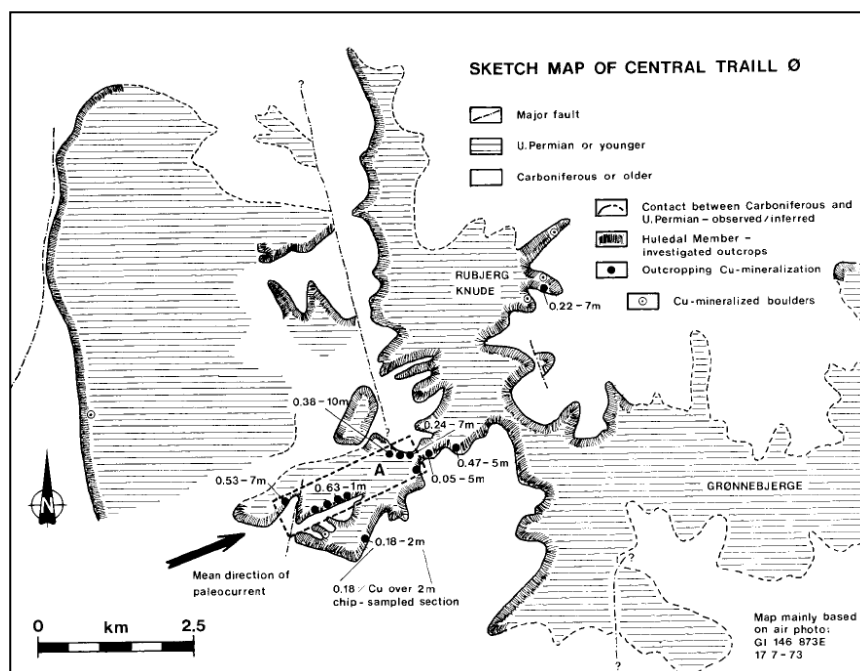 SKETCH MAP OF CENTRAL TRAILL Ø
Major fault
U.Permian or younger
Carboniferous or older
Contact between Carboniferous and
U.Permian – observed/inferred
Huledal Member –
investigated outcrops
Outcropping Cu-mineralization
Cu-mineralized boulders
?
RUBJERG
KNUDE
0.22-7m
0.38-10m
0.24-7m
A
0.47-5m
0.05-5m
0.53-7m
0.63-1m
GRØNNEBJERGE
N
0.18-2m
Mean direction of
paleocurrent
0.18 % Cu over 2m
chip-sampled section
?
?
0 km 2.5
Map mainly based
on air photo:
GI 146 873E
17 7-73